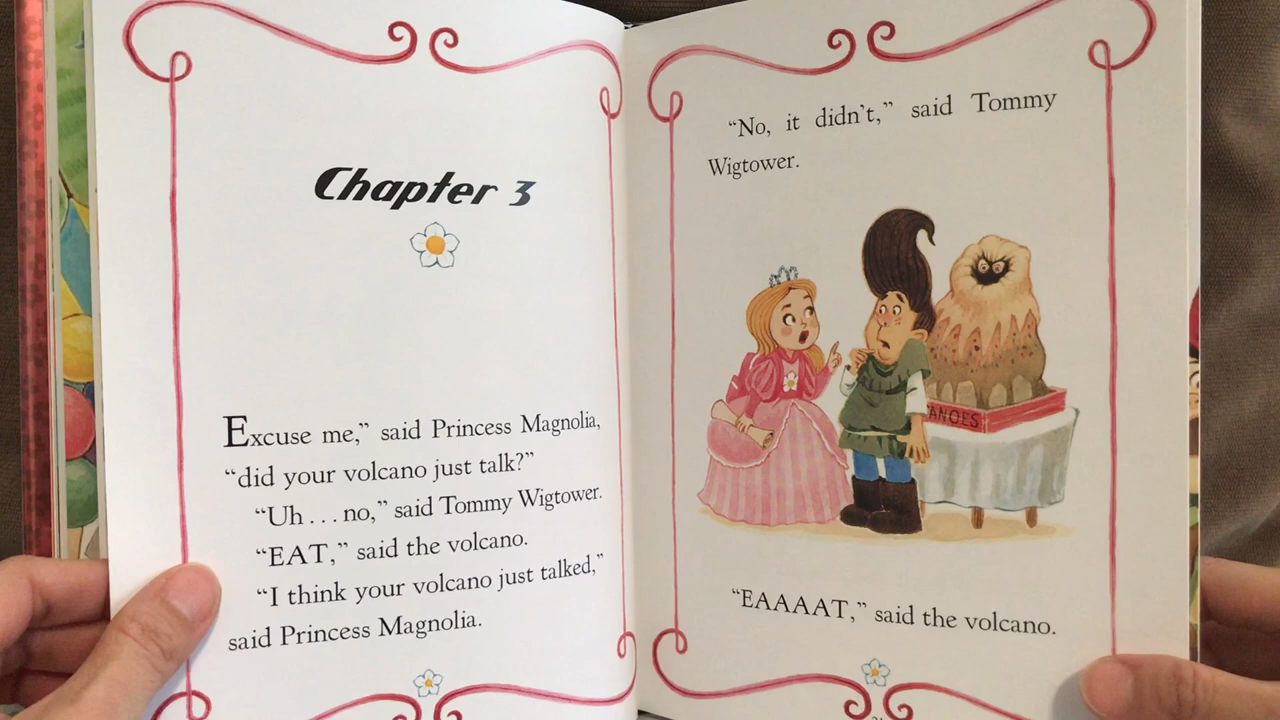 Chapter 3
Excuse me,” said Princess Magnolia,
“did your volcano just talk?”
“Uh . . . no,” said Tommy Wigtower.
“EAT,” said the volcano.
“I think your volcano just talked,”
said Princess Magnolia.
“No, it didn’t,” said Tommy
Wigtower.
ANOES
“EAAAAT,” said the volcano.